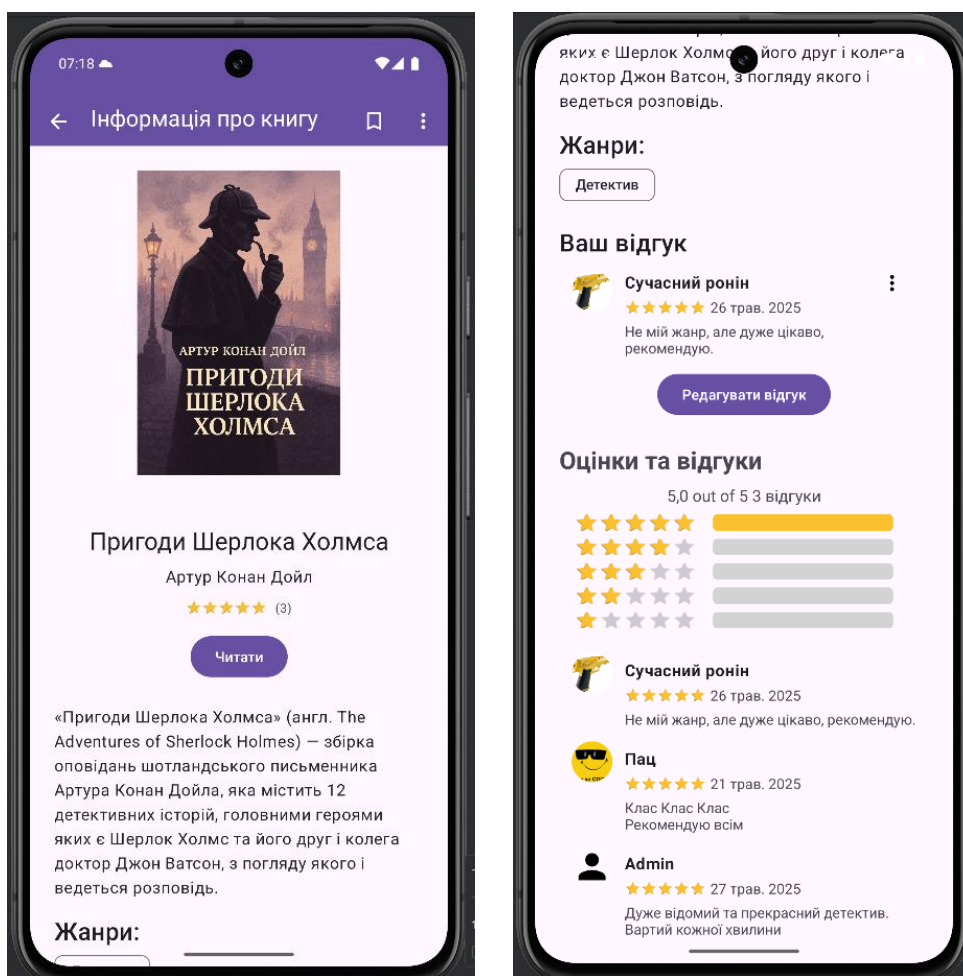 07:18
Інформація про книгу
АРТУР КОНАН ДОЙЛ
ПРИГОДИ
ШЕРЛОКА
ХОЛМСА
Пригоди Шерлока Холмса
Артур Конан Дойл
(3)
Читати
«Пригоди Шерлока Холмса» (англ. The
Adventures of Sherlock Holmes) — збірка
оповідань шотландського письменника
Артура Конан Дойла, яка містить 12
детективних історій, головними героями
яких є Шерлок Холмс та його друг і колега
доктор Джон Ватсон, з погляду якого і
ведеться розповідь.
Жанри:
яких є Шерлок Холмс його друг і колега
доктор Джон Ватсон, з погляду якого і
ведеться розповідь.
Жанри:
Детектив
Ваш відгук
Сучасний ронін
26 трав. 2025
Не мій жанр, але дуже цікаво,
рекомендую.
Редагувати відгук
Оцінки та відгуки
5,0 out of 5 3 відгуки
Сучасний ронін
26 трав. 2025
Не мій жанр, але дуже цікаво, рекомендую.
Пац
21 трав. 2025
Клас Клас Клас
Рекомендую всім
Admin
27 трав. 2025
Дуже відомий та прекрасний детектив.
Вартий кожної хвилини